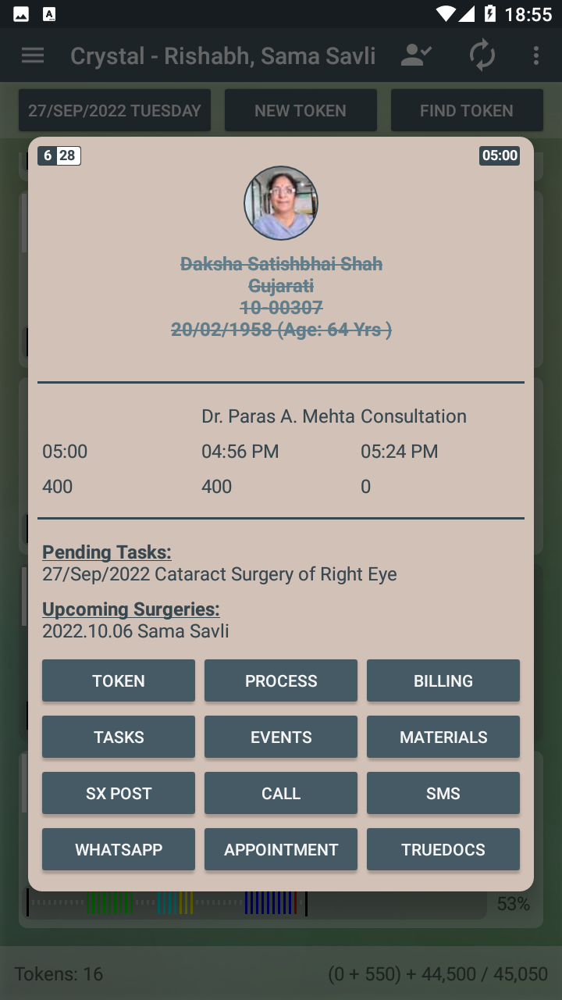 18:55
Crystal - Rishabh, Sama Savli
27/SEP/2022 TUESDAY NEW TOKEN FIND TOKEN
6 28 05:00
Daksha Satishbhai Shah
Gujarati
10-00307
20/02/1958 (Age: 64 Yrs )
Dr. Paras A. Mehta Consultation
05:00 04:56 PM 05:24 PM
400 400 0
Pending Tasks:
27/Sep/2022 Cataract Surgery of Right Eye
Upcoming Surgeries:
2022.10.06 Sama Savli
TOKEN PROCESS BILLING
TASKS EVENTS MATERIALS
SX POST CALL SMS
WHATSAPP APPOINTMENT TRUEDOCS
53%
Tokens: 16 (0 + 550) + 44,500 / 45,050